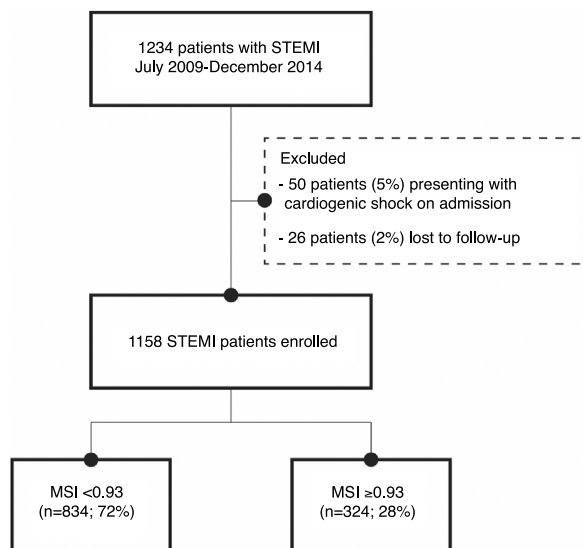 1234 patients with STEMI
July 2009-December 2014
Excluded
- 50 patients (5%) presenting with
cardiogenic shock on admission
- 26 patients (2%) lost to follow-up
1158 STEMI patients enrolled
MSI <0.93
(n=834; 72%)
MSI ≥0.93
(n=324; 28%)